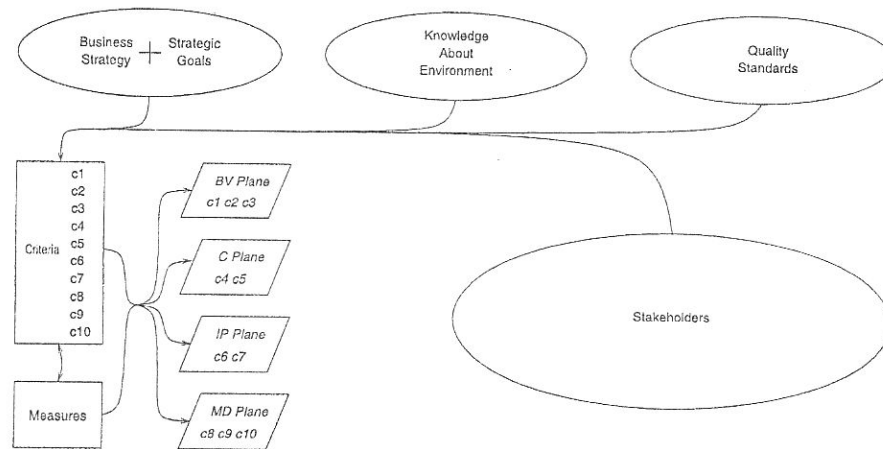 Business
Strategy
+
Strategic
Goals
Knowledge
About
Environment
Quality
Standards
Criteria
c1
c2
c3
c4
c5
c6
c7
c8
c9
c10
BV Plane
c1 c2 c3
C Plane
c4 c5
IP Plane
c6 c7
MD Plane
c8 c9 c10
Stakeholders
Measures